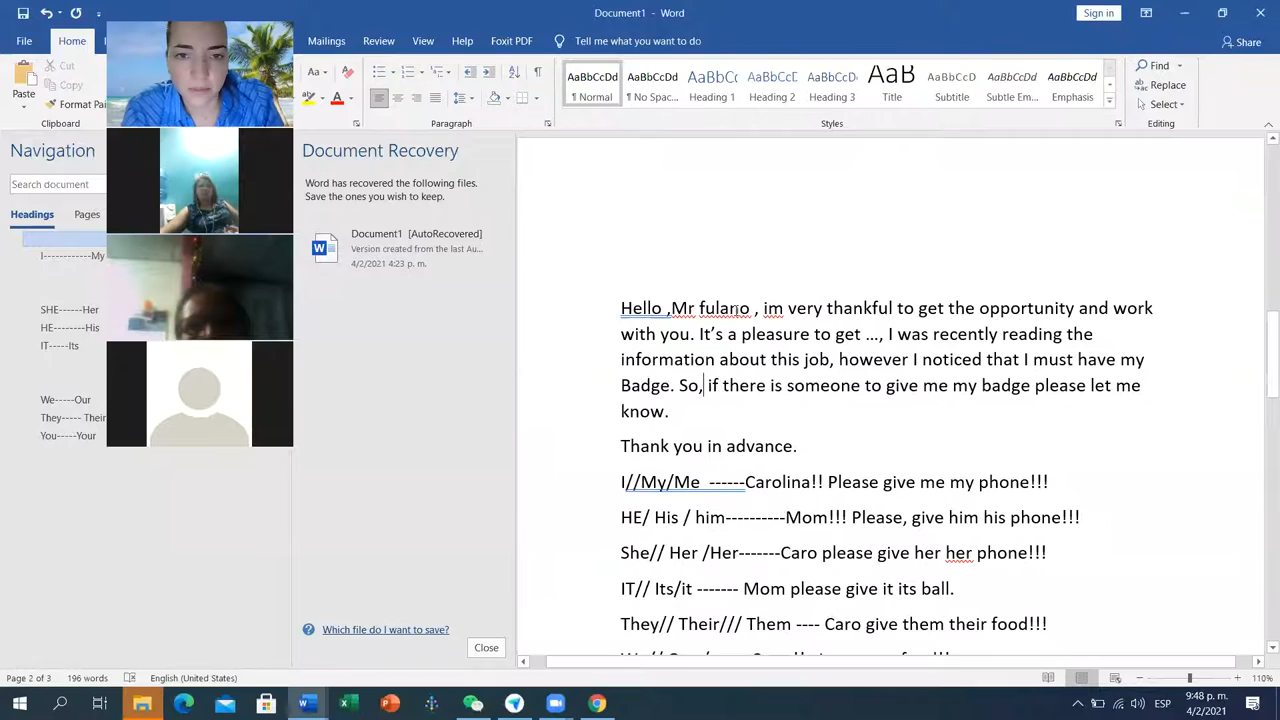 Document1 - Word
Sign in
File
Home
Mailings
Review
View
Help
Foxit PDF
Tell me what you want to do
Share
Paste
Cut
Copy
Format Pa
Clipboard
Paragraph
AaBbCcDd
¶ Normal
AaBbCcDd
¶ No Spac...
AaBbC
Heading 1
AaBbCcD
Heading 2
AaBbCcD
Heading 3
AaB
Title
AaBbCcDd
Subtitle
AaBbCcDd
Subtle Em...
AaBbCcDd
Emphasis
Styles
Find
Replace
Select
Editing
Navigation
Search document
Headings
Pages
I-----------My
SHE------Her
HE-------His
IT-----Its
We-----Our
They----- Their
You-----Your
Document Recovery
Word has recovered the following files.
Save the ones you wish to keep.
Document1 [AutoRecovered]
Version created from the last Au...
4/2/2021 4:23 p. m.
Which file do I want to save?
Close
Hello ,Mr fulano , im very thankful to get the opportunity and work
with you. It's a pleasure to get ..., I was recently reading the
information about this job, however I noticed that I must have my
Badge. So, if there is someone to give me my badge please let me
know.
Thank you in advance.
I//My/Me ------Carolina!! Please give me my phone!!!
HE/ His / him----------Mom!!! Please, give him his phone!!!
She// Her /Her-------Caro please give her her phone!!!
IT// Its/it ------- Mom please give it its ball.
They// Their/// Them ---- Caro give them their food!!!
Page 2 of 3
196 words
English (United States)
110%
ESP
9:48 p. m.
4/2/2021